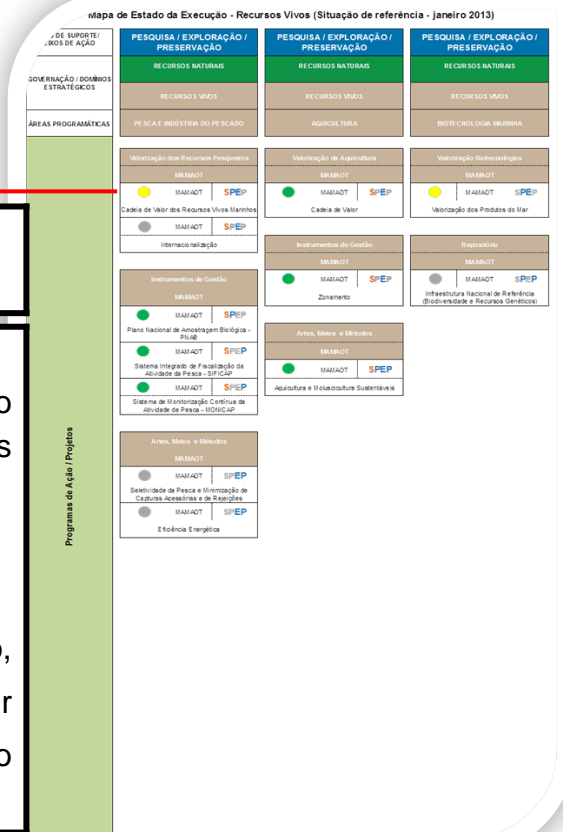 Mapa de Estado da Execução - Recursos Vivos (Situação de referência - janeiro 2013)
DE SUPORTE/
EIXOS DE AÇÃO
GOVERNAÇÃO / DOMÍNIOS
ESTRATÉGICOS
ÁREAS PROGRAMÁTICAS
Programas de Ação / Projetos
PESQUISA / EXPLORAÇÃO /
PRESERVAÇÃO
RECURSOS NATURAIS
RECURSOS VIVOS
PESCA E INDÚSTRIA DO PESCADO
Valorização dos Recursos Pesqueiros
MAMAOT
MAMAOT SPEP
Cadeia de Valor dos Recursos Vivos Marinhos
MAMAOT SPEP
Internacionalização
Instrumentos de Gestão
MAMAOT
MAMAOT SPEP
Plano Nacional de Amostragem Biológica -
PNAB
MAMAOT SPEP
Sistema Integrado de Fiscalização da
Atividade da Pesca - SIFICAP
MAMAOT SPEP
Sistema de Monitorização Contínua da
Atividade de Pesca - MONICAP
Artes, Meios e Métodos
MAMAOT
MAMAOT SPEP
Seletividade da Pesca e Minimização de
Capturas Acessórias e de Rejeições
MAMAOT SPEP
Eficiência Energética
PESQUISA / EXPLORAÇÃO /
PRESERVAÇÃO
RECURSOS NATURAIS
RECURSOS VIVOS
AQUICULTURA
Valorização da Aquicultura
MAMAOT
MAMAOT SPEP
Cadeia de Valor
Instrumentos de Gestão
MAMAOT
MAMAOT SPEP
Zonamento
Artes, Meios e Métodos
MAMAOT
MAMAOT SPEP
Aquicultura e Moluscicultura Sustentáveis
PESQUISA / EXPLORAÇÃO /
PRESERVAÇÃO
RECURSOS NATURAIS
RECURSOS VIVOS
BIOTECNOLOGIA MARINHA
Valorização Biotecnológica
MAMAOT
MAMAOT SPEP
Valorização dos Produtos do Mar
Repositório
MAMAOT
MAMAOT SPEP
Infraestrutura Nacional de Referência
(Biodiversidade e Recursos Genéticos)